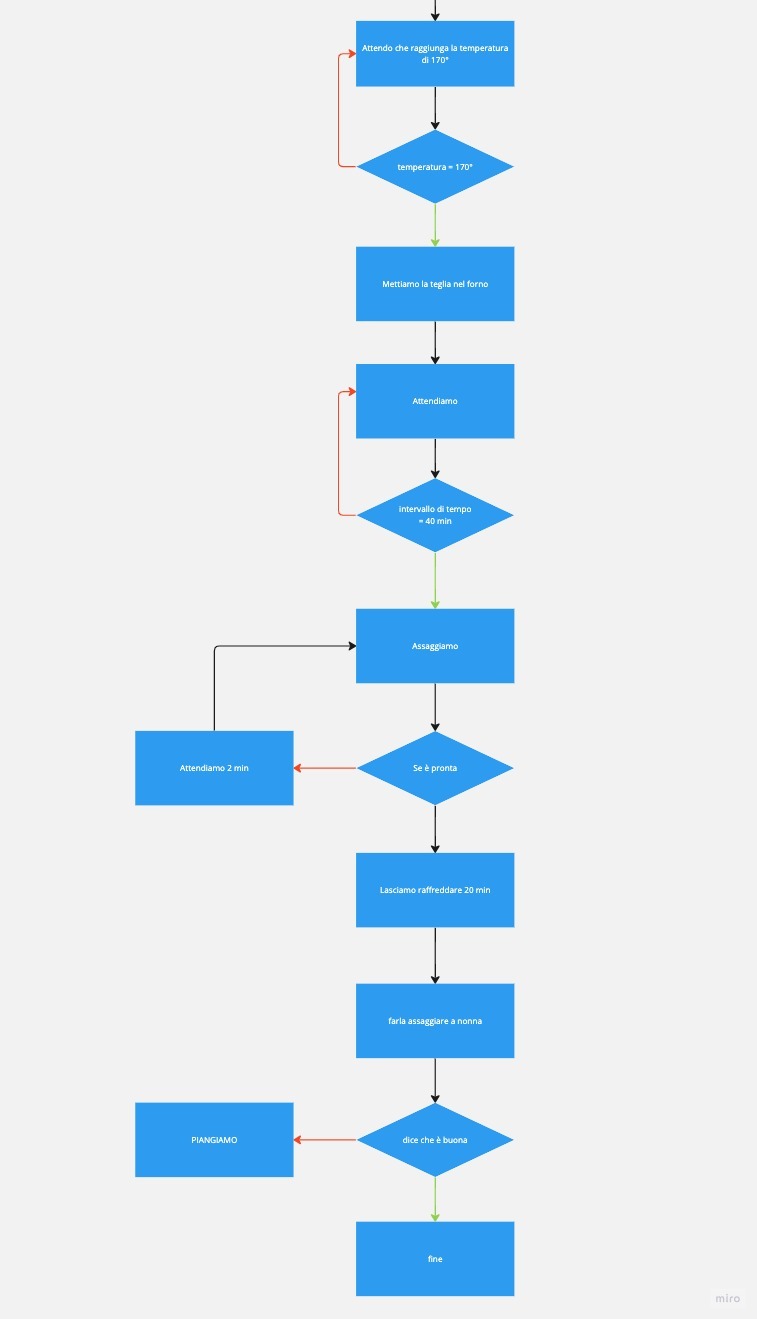 Attendo che raggiunga la temperatura
di 170°
temperatura = 170°
Mettiamo la teglia nel forno
Attendiamo
intervallo di tempo
= 40 min
Assaggiamo
Attendiamo 2 min
Se è pronta
Lasciamo raffreddare 20 min
farla assaggiare a nonna
PIANGIAMO
dice che è buona
fine
miro